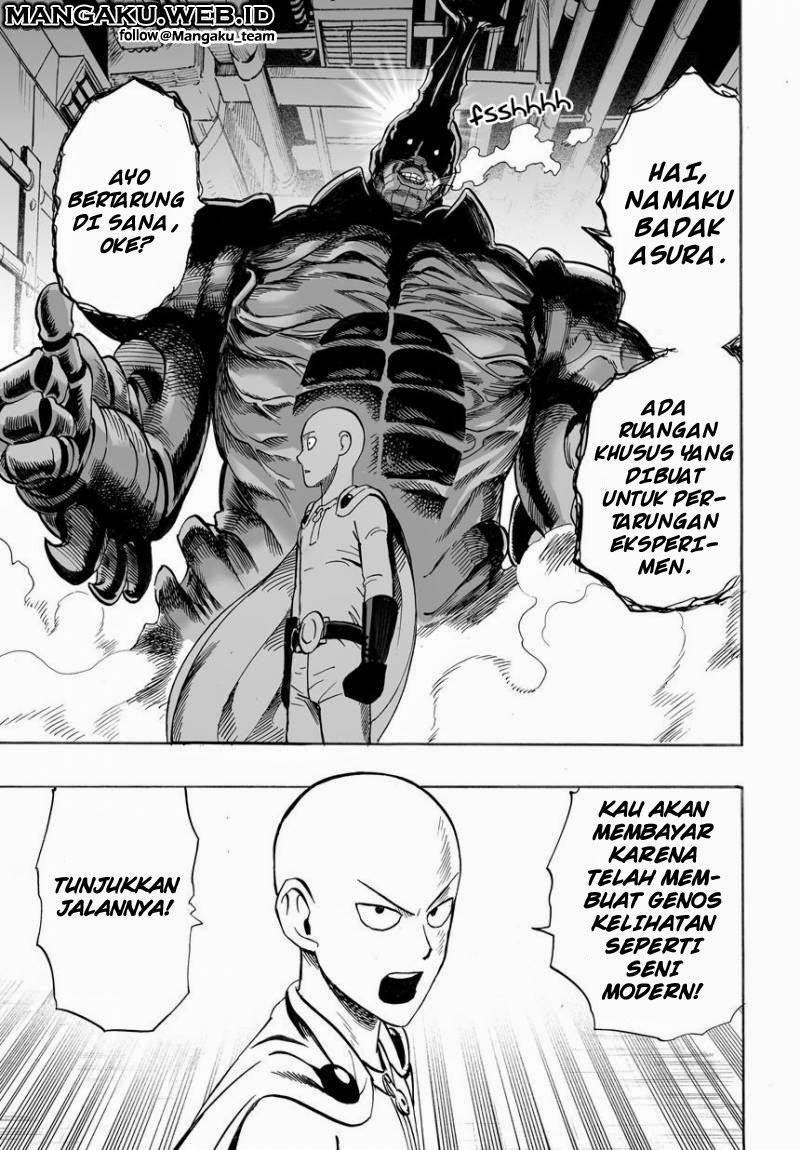 MANGAKU.WEB.ID
follow@Mangaku_team
fsshhhh
HAI,
NAMAKU
BADAK
ASURA.
ADA
RUANGAN
KHUSUS YANG
DIBUAT
UNTUK PER-
TARUNGAN
EKSPERI-
MEN.
AYO
BERTARUNG
DI SANA,
OKE?
KAU AKAN
MEMBAYAR
KARENA
TELAH MEM-
BUAT GENOS
KELIHATAN
SEPERTI
SENI
MODERN!
TUNJUKKAN
JALANNYA!